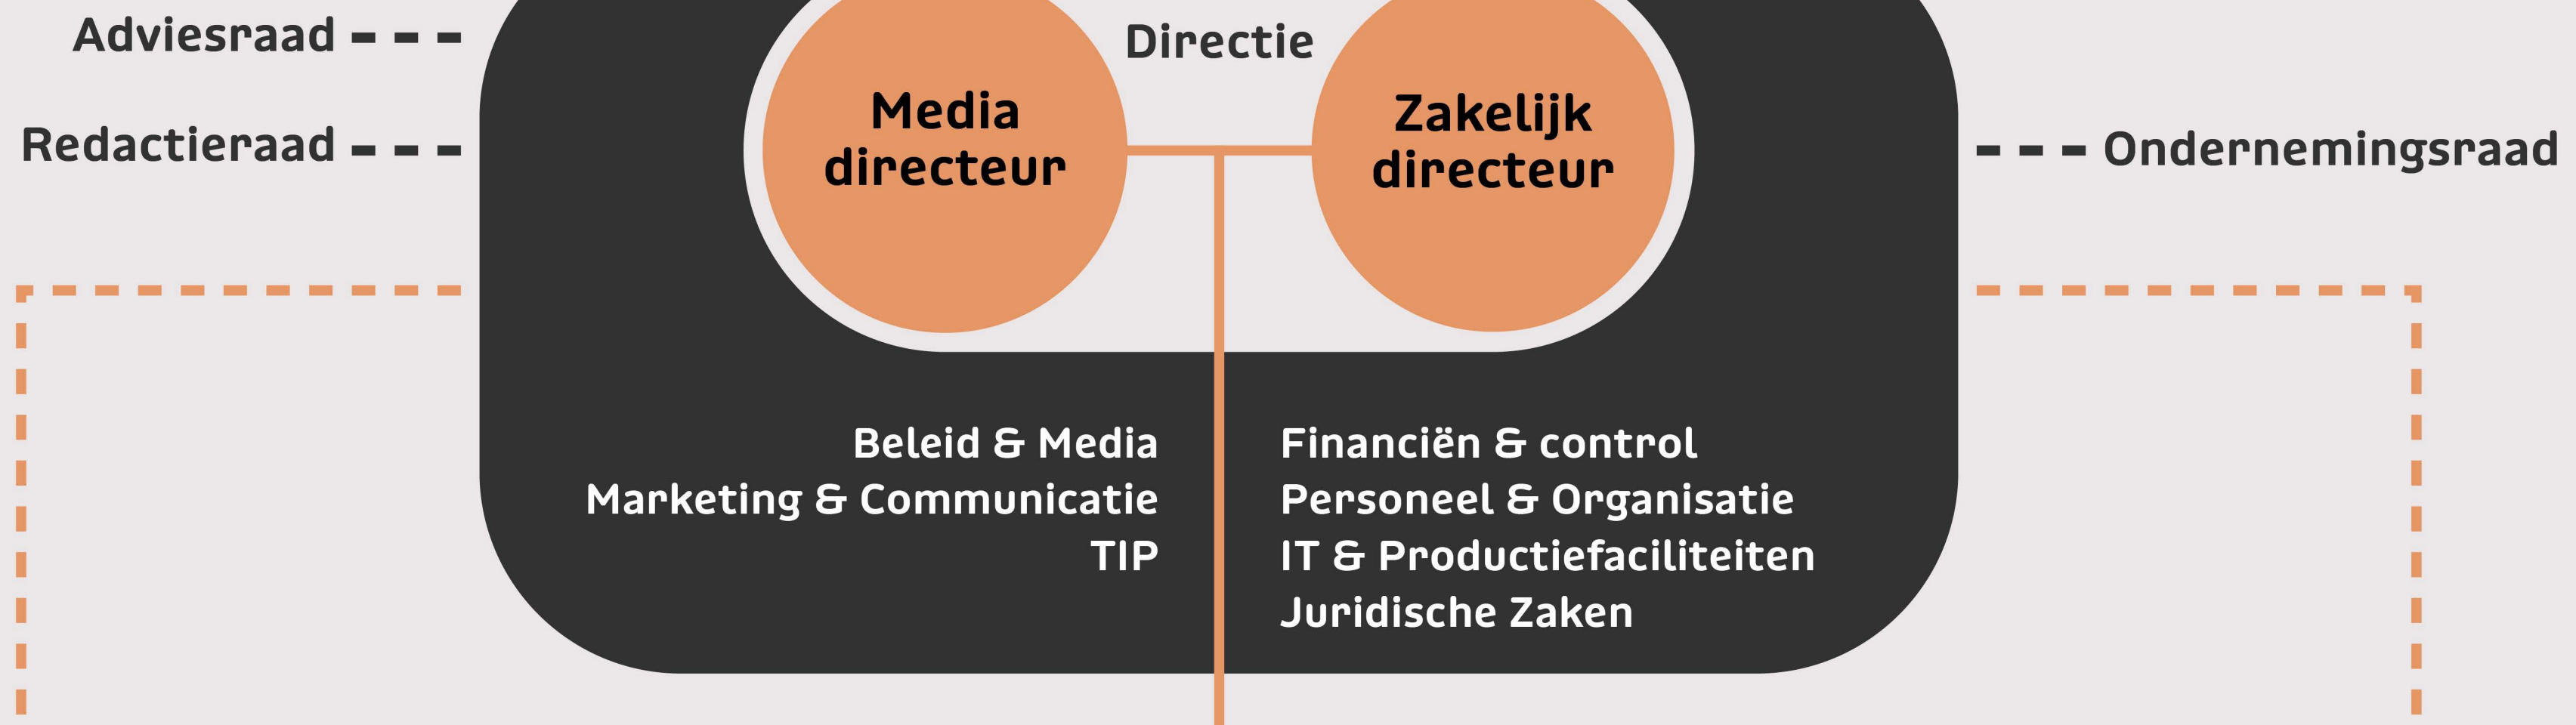 Adviesraad
Directie
Redactieraad
Media
directeur
Zakelijk
directeur
Ondernemingsraad
Beleid & Media
Marketing & Communicatie
TIP
Financiën & control
Personeel & Organisatie
IT & Productiefaciliteiten
Juridische Zaken